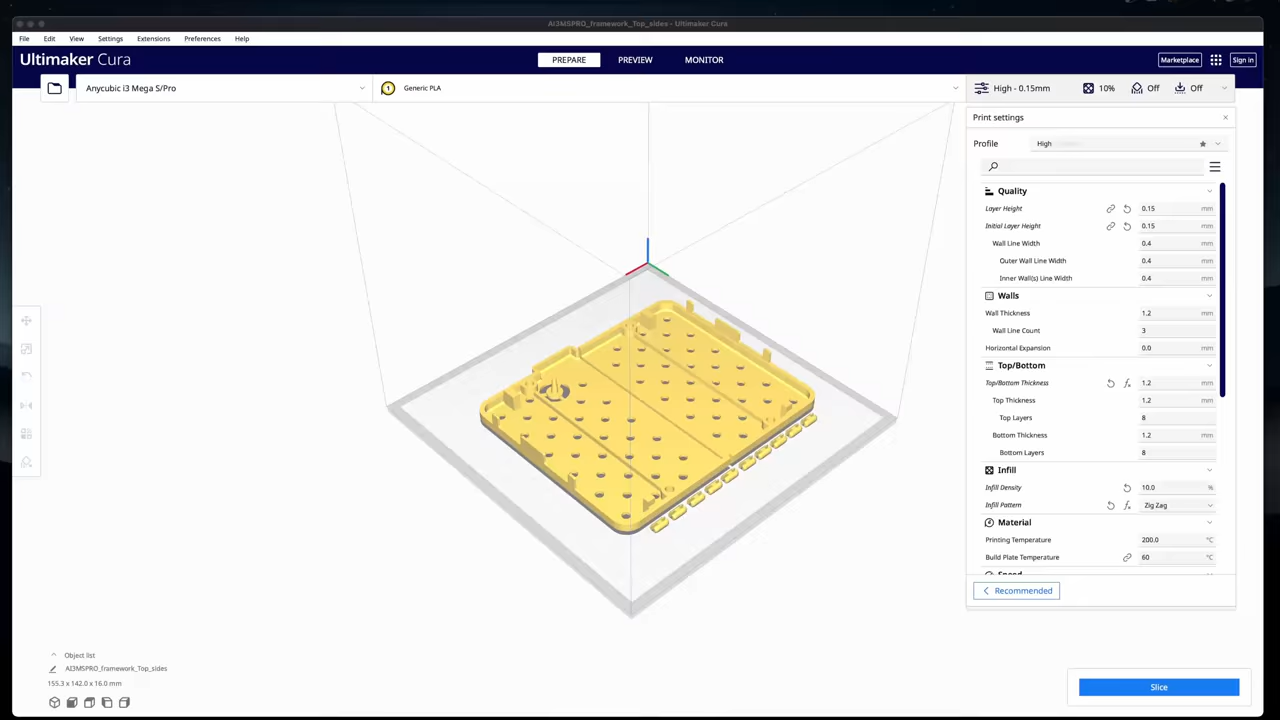 AI3MSPRO_framework_Top_sides - Ultimaker Cura
File Edit View Settings Extensions Preferences Help
Ultimaker Cura
PREPARE PREVIEW MONITOR
Marketplace Sign in
Anycubic i3 Mega S/Pro
1 Generic PLA
High - 0.15mm 10% Off Off
Print settings
Profile High
Quality
Layer Height 0.15 mm
Initial Layer Height 0.15 mm
Wall Line Width 0.4 mm
Outer Wall Line Width 0.4 mm
Inner Wall(s) Line Width 0.4 mm
Walls
Wall Thickness 1.2 mm
Wall Line Count 3
Horizontal Expansion 0.0 mm
Top/Bottom
Top/Bottom Thickness 1.2 mm
Top Thickness 1.2 mm
Top Layers 8
Bottom Thickness 1.2 mm
Bottom Layers 8
Infill
Infill Density 10.0 %
Infill Pattern Zig Zag
Material
Printing Temperature 200.0 °C
Build Plate Temperature 60 °C
Speed
Recommended
Object list
AI3MSPRO_framework_Top_sides
155.3 x 142.0 x 16.0 mm
Slice